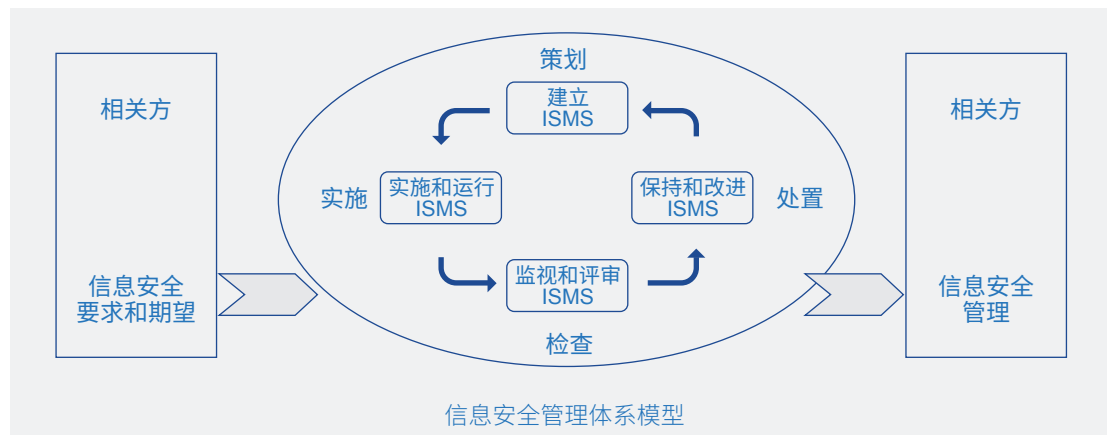 相关方
信息安全
要求和期望
策划
建立
ISMS
实施
实施和运行
ISMS
保持和改进
ISMS
处置
监视和评审
ISMS
检查
相关方
信息安全
管理
信息安全管理体系模型